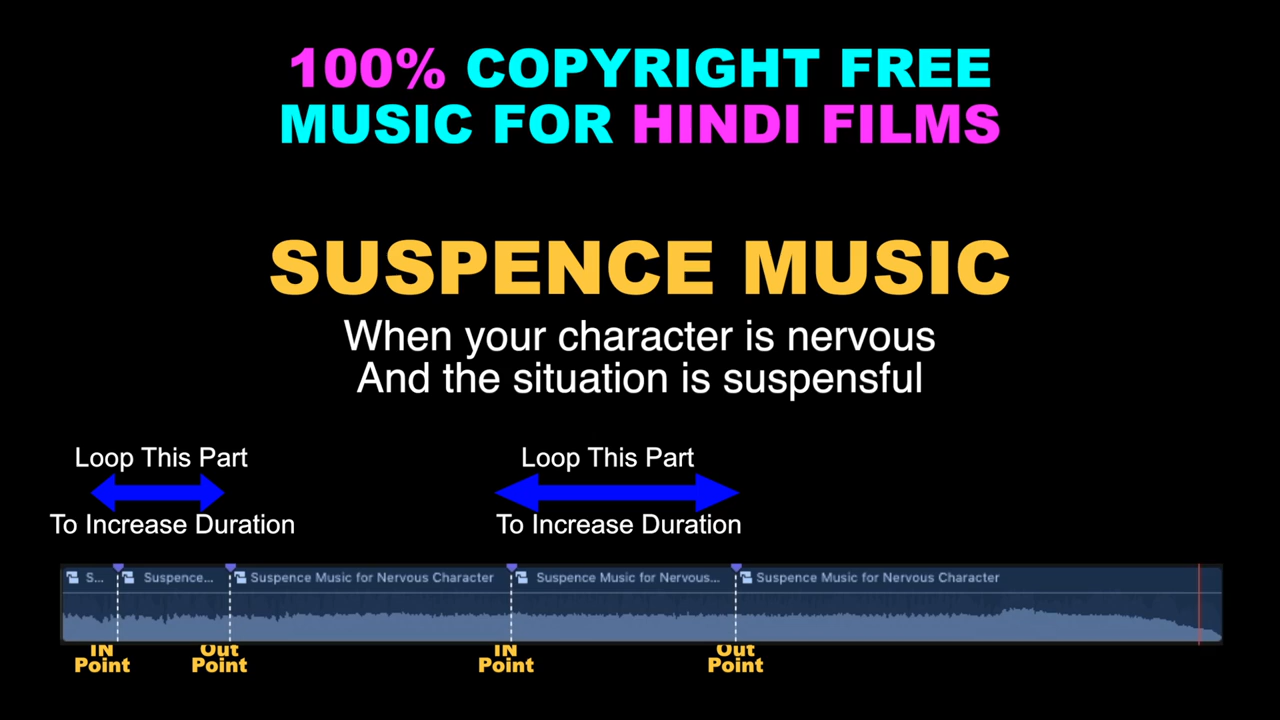 100% COPYRIGHT FREE
MUSIC FOR HINDI FILMS
SUSPENCE MUSIC
When your character is nervous
And the situation is suspensful
Loop This Part
To Increase Duration
Loop This Part
To Increase Duration
S...
Suspence...
Suspence Music for Nervous Character
Suspence Music for Nervous...
Suspence Music for Nervous Character
IN
Point
Out
Point
IN
Point
Out
Point